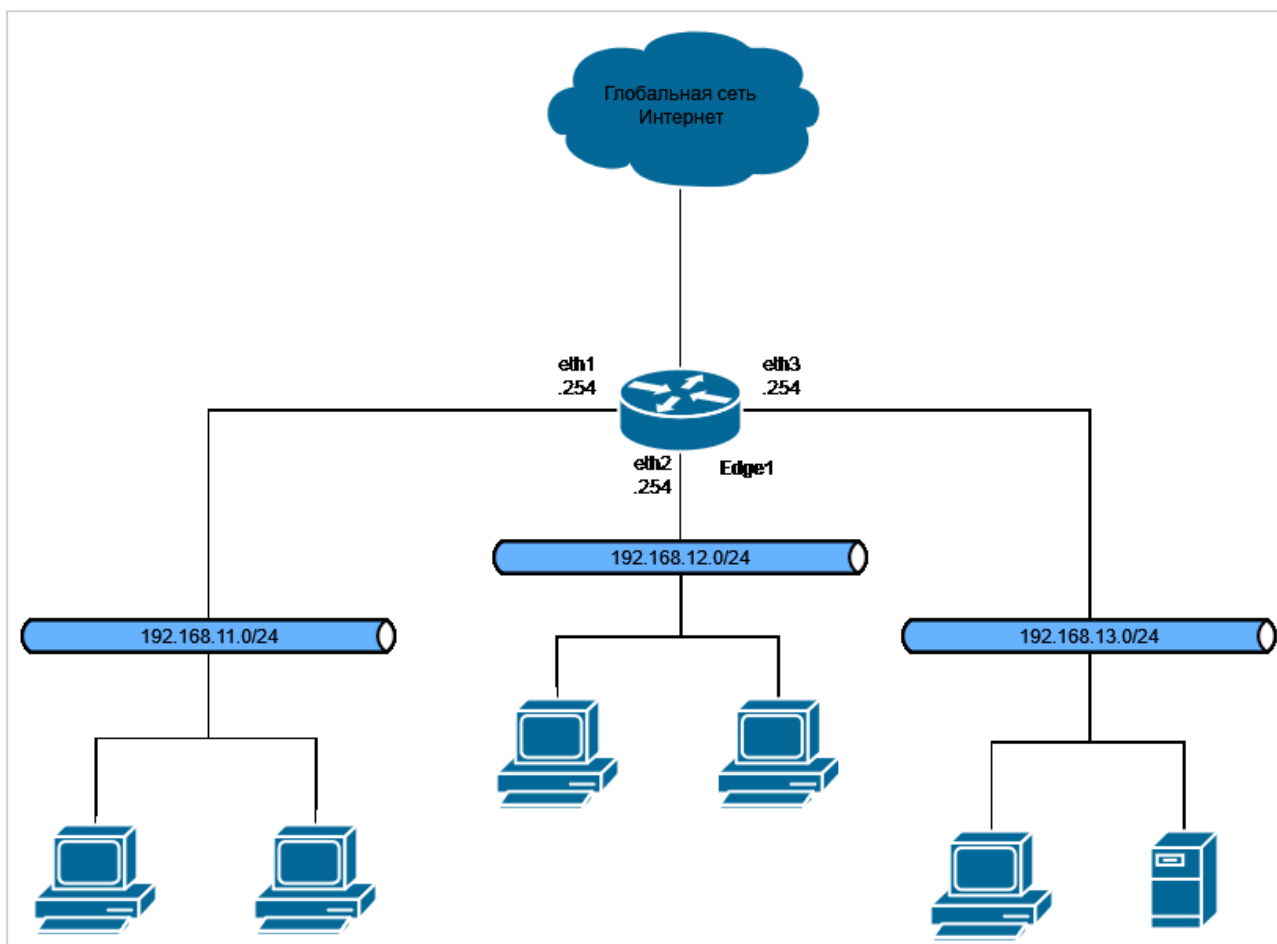 Глобальная сеть
Интернет
eth1
.254
eth3
.254
eth2
.254
Edge1
192.168.12.0/24
192.168.11.0/24
192.168.13.0/24